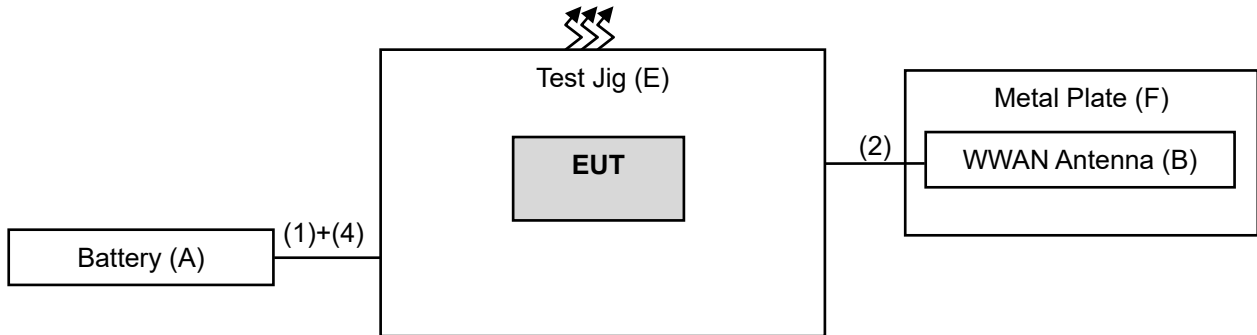 Test Jig (E)
EUT
Metal Plate (F)
(2)
WWAN Antenna (B)
(1)+(4)
Battery (A)